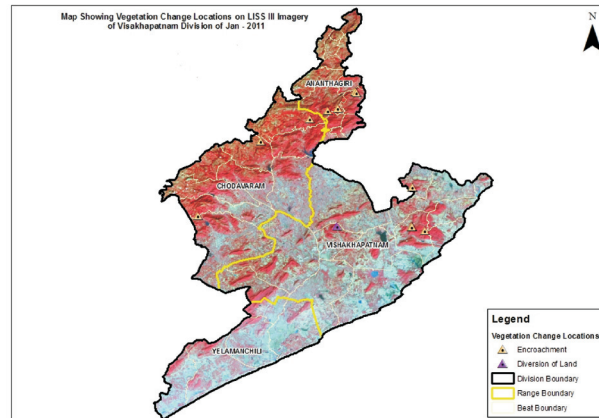 Map Showing Vegetation Change Locations on LISS III Imagery
of Visakhapatnam Division of Jan - 2011
N
ANANTHAGIRI
CHODAVARAM
VISHAKHAPATNAM
YELAMANCHILI
Legend
Vegetation Change Locations
Encroachment
Diversion of Land
Division Boundary
Range Boundary
Beat Boundary